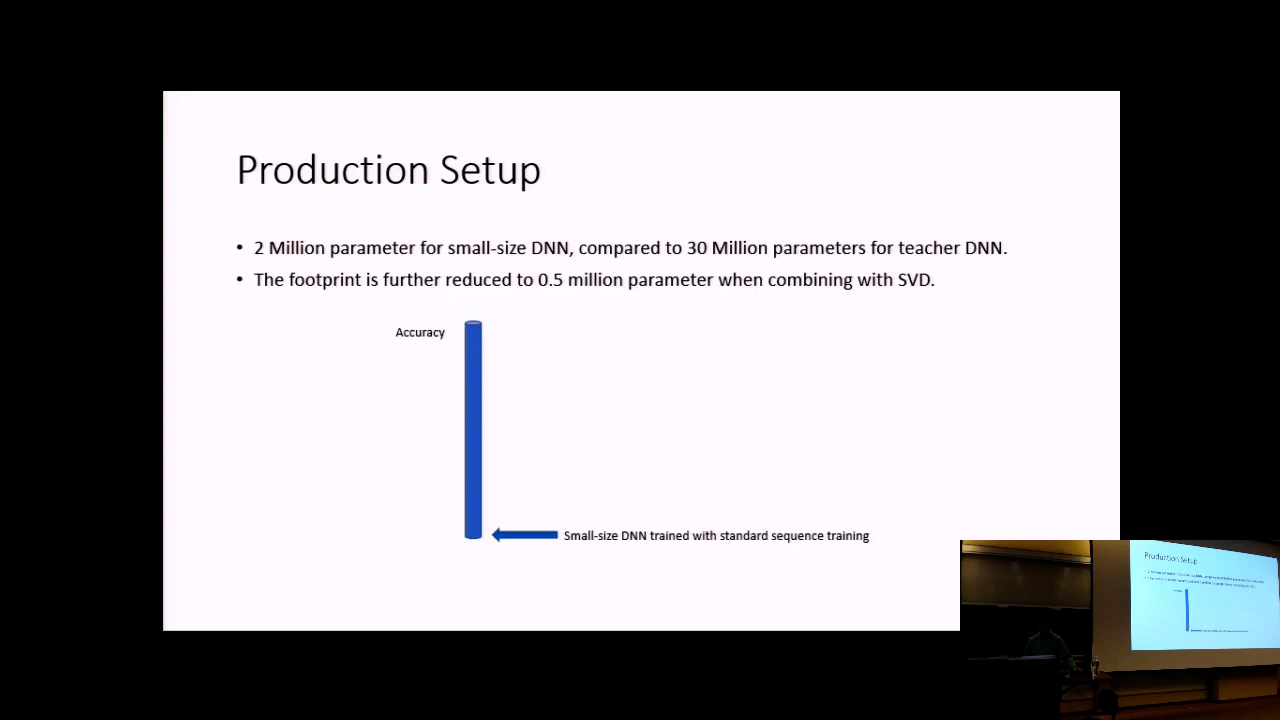 Production Setup
• 2 Million parameter for small-size DNN, compared to 30 Million parameters for teacher DNN.
• The footprint is further reduced to 0.5 million parameter when combining with SVD.
Accuracy
Small-size DNN trained with standard sequence training
Production Setup